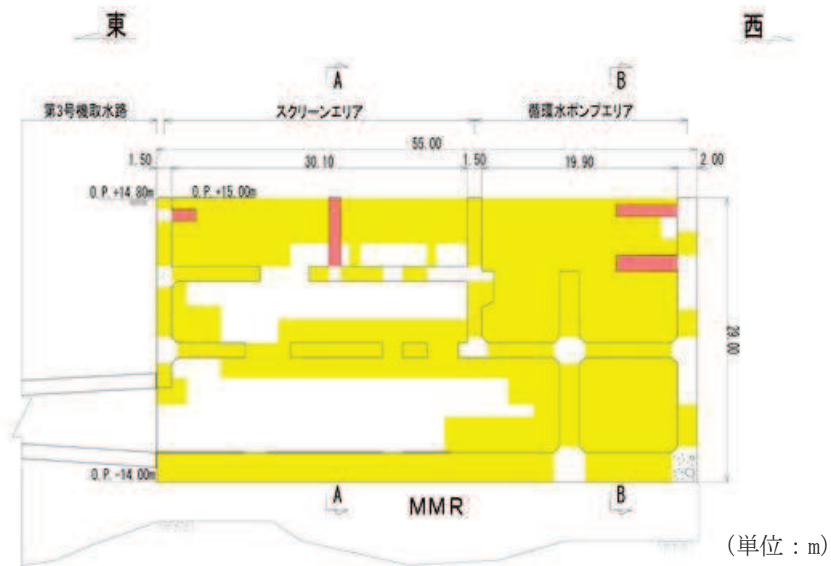 東
西
A
B
第3号機取水路
スクリーンエリア
循環水ポンプエリア
55.00
1.50
30.10
1.50
19.90
2.00
O.P.+14.80m
O.P.+15.00m
29.00
O.P.-14.00m
A
B
MMR
(単位:m)